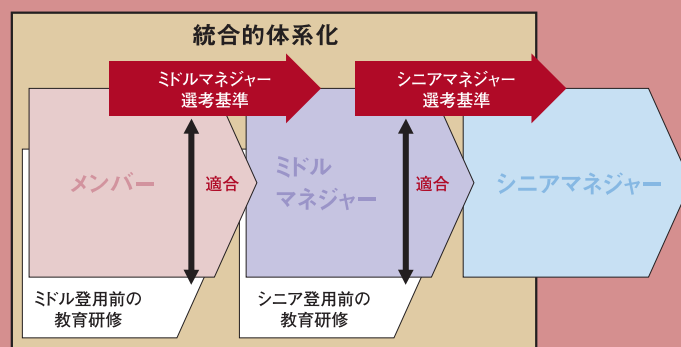 統合的体系化
ミドルマネジャー
選考基準
シニアマネジャー
選考基準
メンバー
適合
ミドル
マネジャー
適合
シニアマネジャー
ミドル登用前の
教育研修
シニア登用前の
教育研修